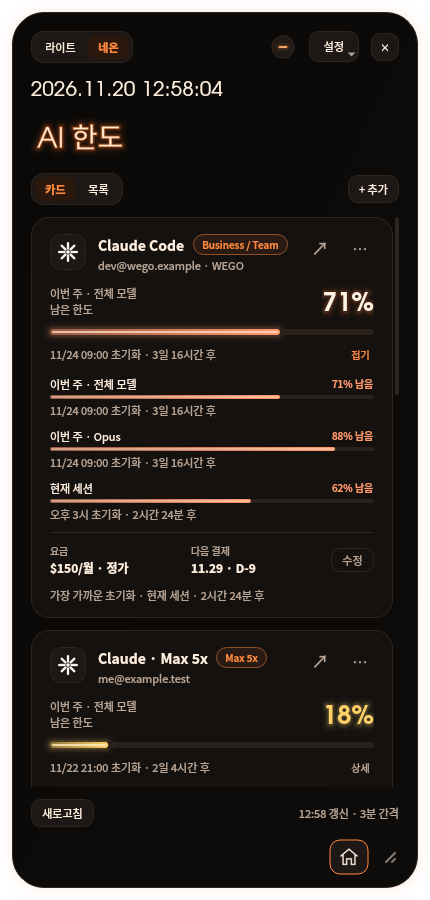 라이트 네온 설정 ×
2026.11.20 12:58:04
AI 한도
카드 목록 + 추가
Claude Code Business / Team ↗ ···
dev@wego.example · WEGO
이번 주 · 전체 모델
남은 한도
71%
11/24 09:00 초기화 · 3일 16시간 후 접기
이번 주 · 전체 모델 71% 남음
11/24 09:00 초기화 · 3일 16시간 후
이번 주 · Opus 88% 남음
11/24 09:00 초기화 · 3일 16시간 후
현재 세션 62% 남음
오후 3시 초기화 · 2시간 24분 후
요금 다음 결제
$150/월 · 정가 11.29 · D-9 수정
가장 가까운 초기화 · 현재 세션 · 2시간 24분 후
Claude · Max 5x Max 5x ↗ ···
me@example.test
이번 주 · 전체 모델
남은 한도
18%
11/22 21:00 초기화 · 2일 4시간 후 상세
새로고침 12:58 갱신 · 3분 간격